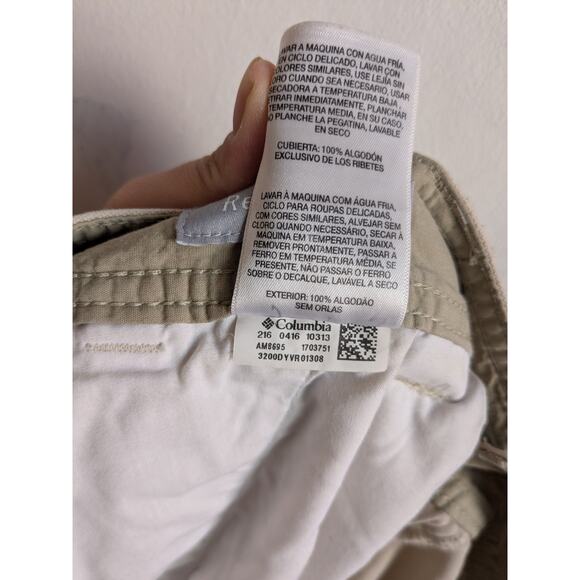 LAVAR A MAQUINA CON AGUA FRÍA,
EN CICLO DELICADO, LAVAR CON
COLORES SIMILARES, USE LEJÍA SIN
CLORO CUANDO SEA NECESARIO, USAR
SECADORA A TEMPERATURA BAJA,
RETIRAR INMEDIATAMENTE, PLANCHAR
TEMPERATURA MEDIA, EN SU CASO,
NO PLANCHE LA PEGATINA, LAVABLE
EN SECO
CUBIERTA: 100% ALGODÓN
EXCLUSIVO DE LOS RIBETES
LAVAR À MAQUINA COM ÁGUA FRIA,
CICLO PARA ROUPAS DELICADAS,
COM CORES SIMILARES, ALVEJAR SEM
CLORO QUANDO NECESSÁRIO, SECAR À
MAQUINA EM TEMPERATURA BAIXA,
REMOVER PRONTAMENTE, PASSAR A
FERRO EM TEMPERATURA MÉDIA, SE
PRESENTE, NÃO PASSAR O FERRO
SOBRE O DECALQUE, LAVÁVEL A SECO
EXTERIOR: 100% ALGODÃO
SEM ORLAS
Columbia
216 0416 10313
AM8695 1703751
3200DYVR01308